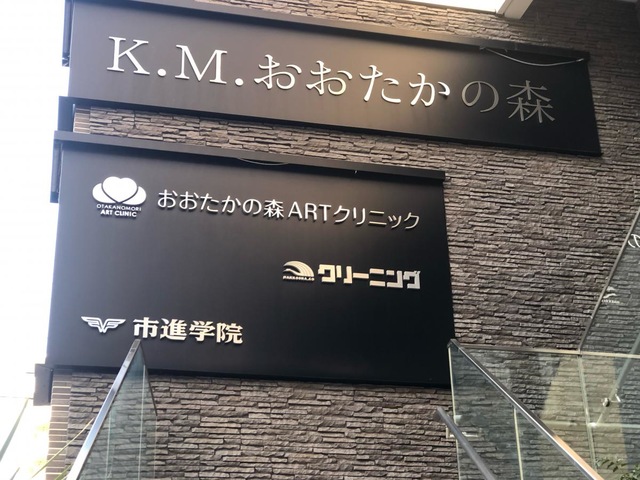 K.M.おおたかの森
OTAKANOMORI
ART CLINIC
おおたかの森ARTクリニック
クリーニング
市進学院